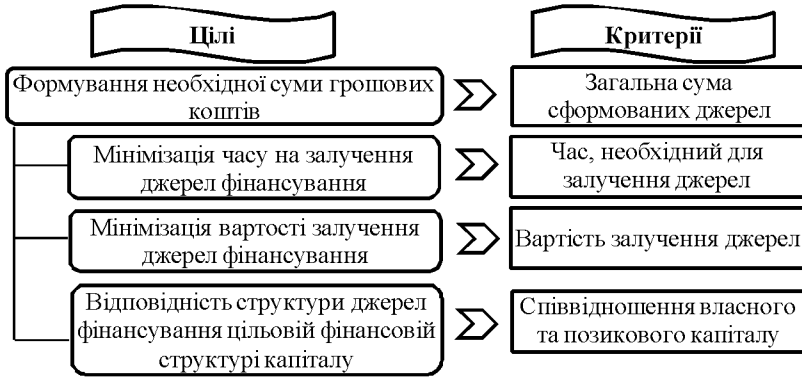 Цілі
Критерії
Формування необхідної суми грошових
коштів
Загальна сума
сформованих джерел
Мінімізація часу на залучення
джерел фінансування
Час, необхідний для
залучення джерел
Мінімізація вартості залучення
джерел фінансування
Вартість залучення джерел
Відповідність структури джерел
фінансування цільовій фінансовій
структурі капіталу
Співвідношення власного
та позикового капіталу